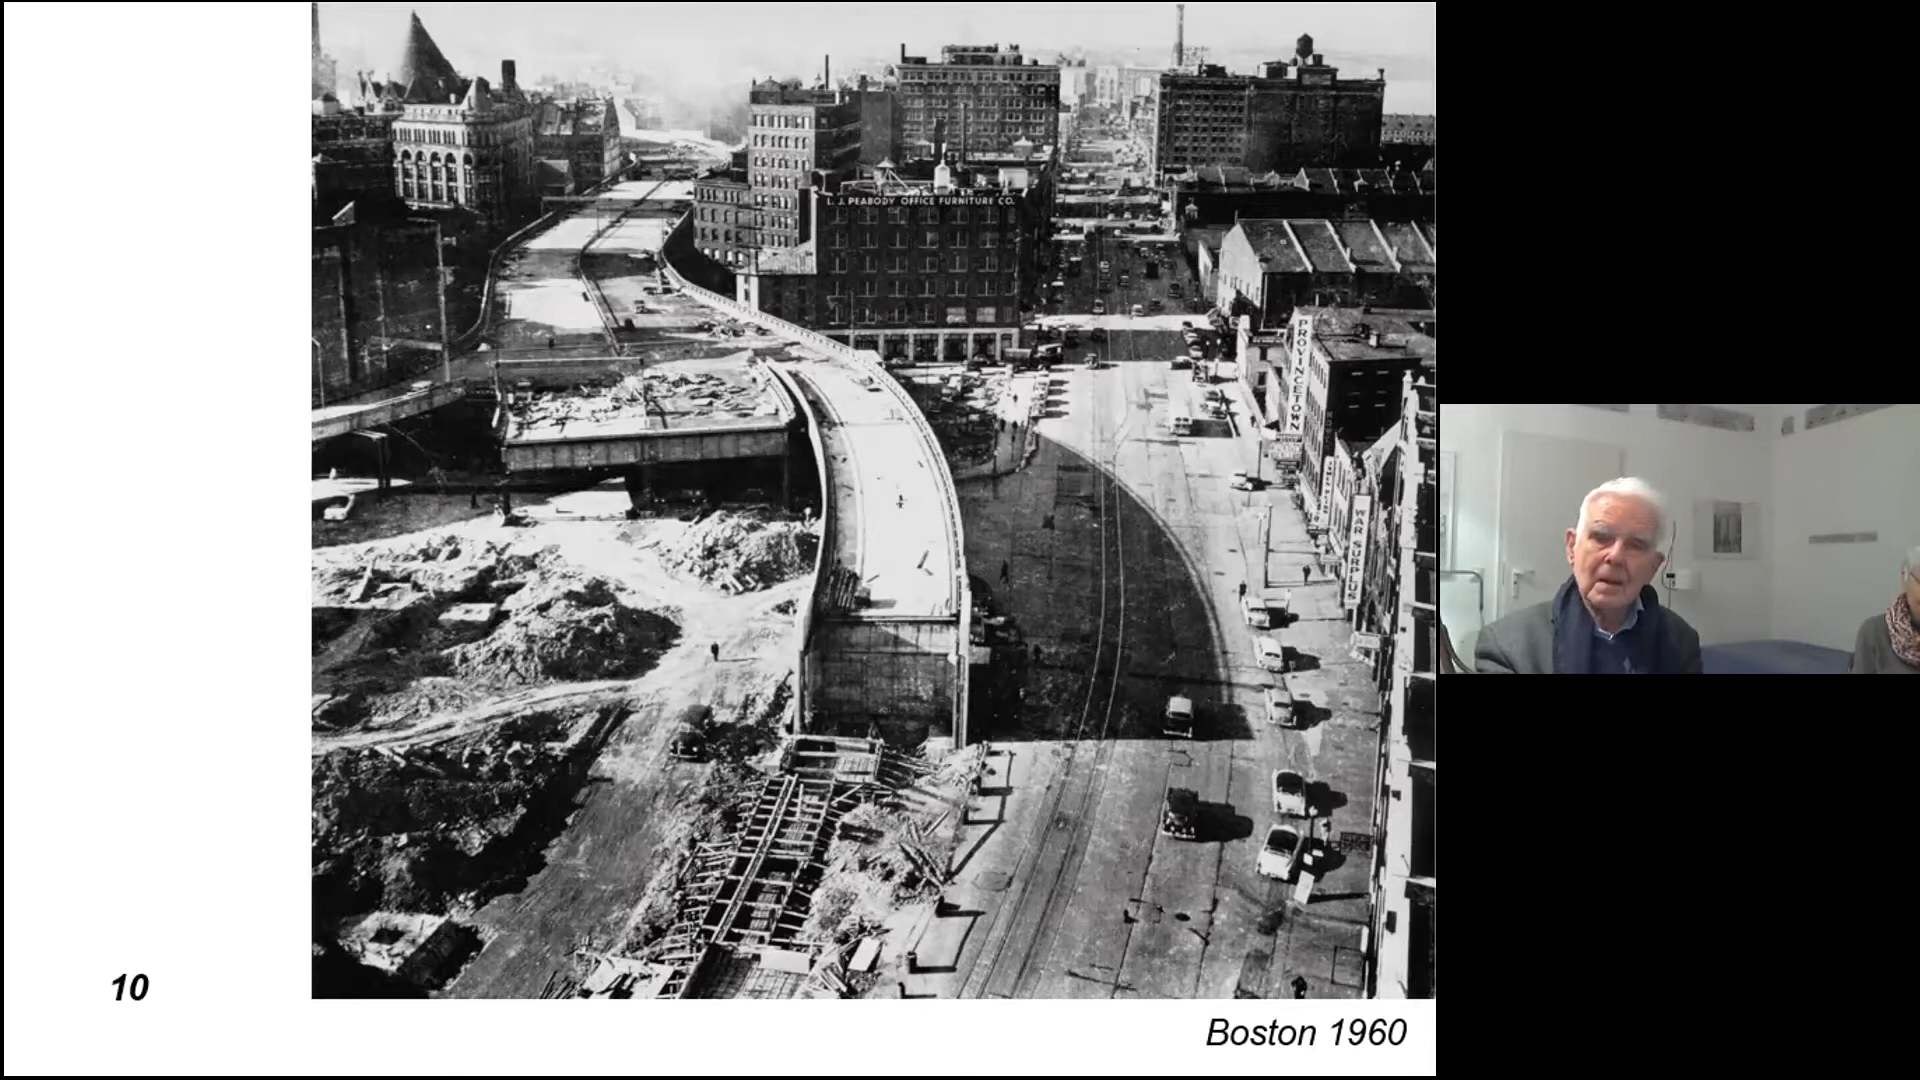 L. J. PEABODY OFFICE FURNITURE CO.
PROVINCETOWN
WAR SURPLUS
10
Boston 1960